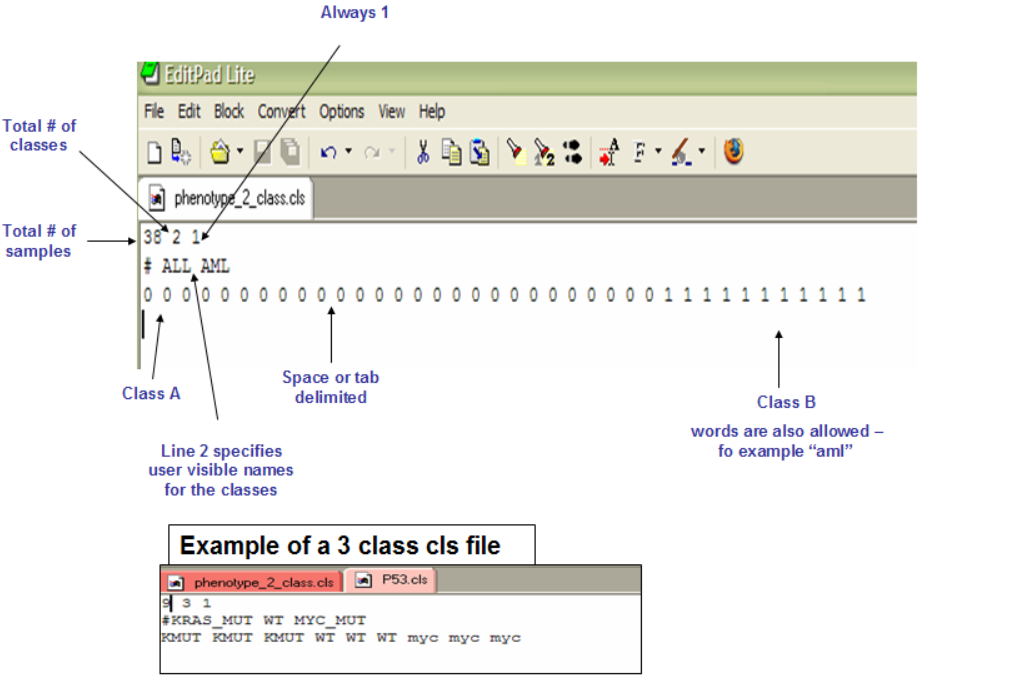 Always 1
EditPad Lite
File Edit Block Convert Options View Help
Total # of
classes
phenotype_2_class.cls
Total # of
samples
38 2 1
# ALL AML
0 0 0 0 0 0 0 0 0 0 0 0 0 0 0 0 0 0 0 0 0 0 0 0 0 0 0 1 1 1 1 1 1 1 1 1 1 1
Class A
Space or tab
delimited
Class B
words are also allowed –
fo example “aml”
Line 2 specifies
user visible names
for the classes
Example of a 3 class cls file
phenotype_2_class.cls P53.cls
9 3 1
#KRAS_MUT WT MYC_MUT
KMUT KMUT KMUT WT WT WT myc myc myc